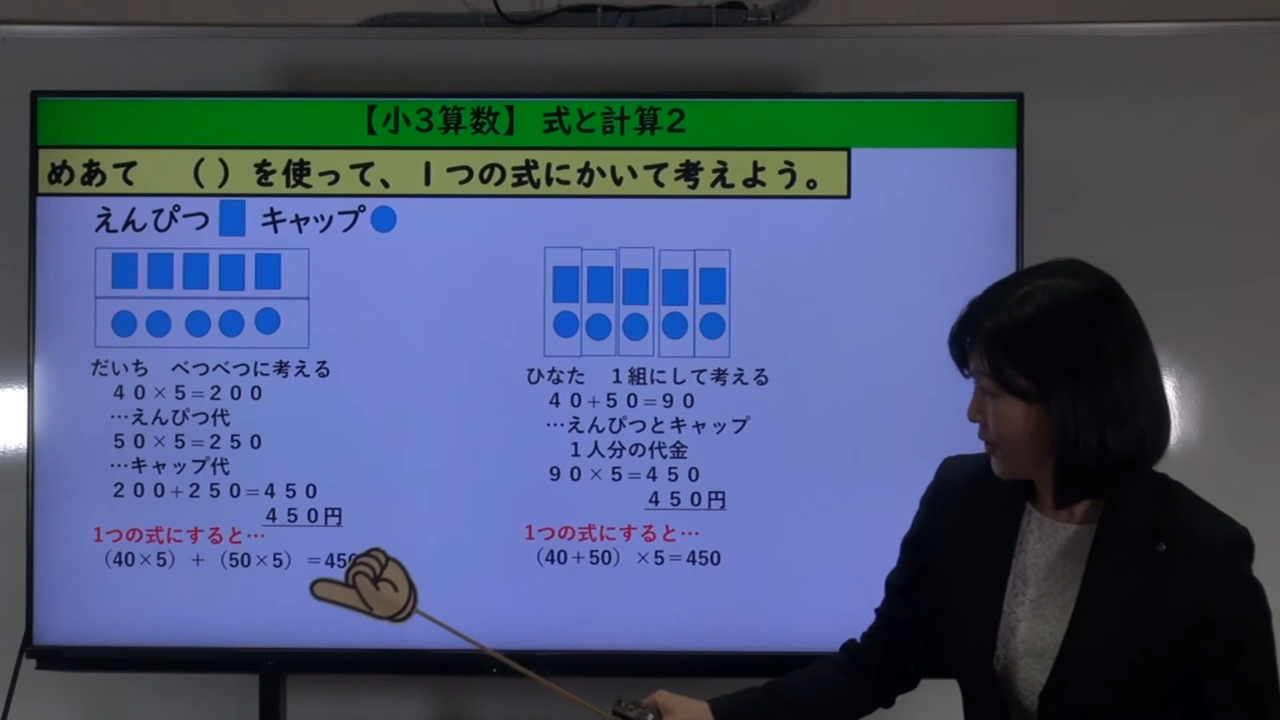 【小3算数】 式と計算2
めあて （ ）を使って、1つの式にかいて考えよう。
えんぴつ キャップ
だいち べつべつに考える
40×5=200
…えんぴつ代
50×5=250
…キャップ代
200+250=450
450円
1つの式にすると…
（40×5）+（50×5）=450
ひなた 1組にして考える
40+50=90
…えんぴつとキャップ
1人分の代金
90×5=450
450円
1つの式にすると…
（40+50）×5=450